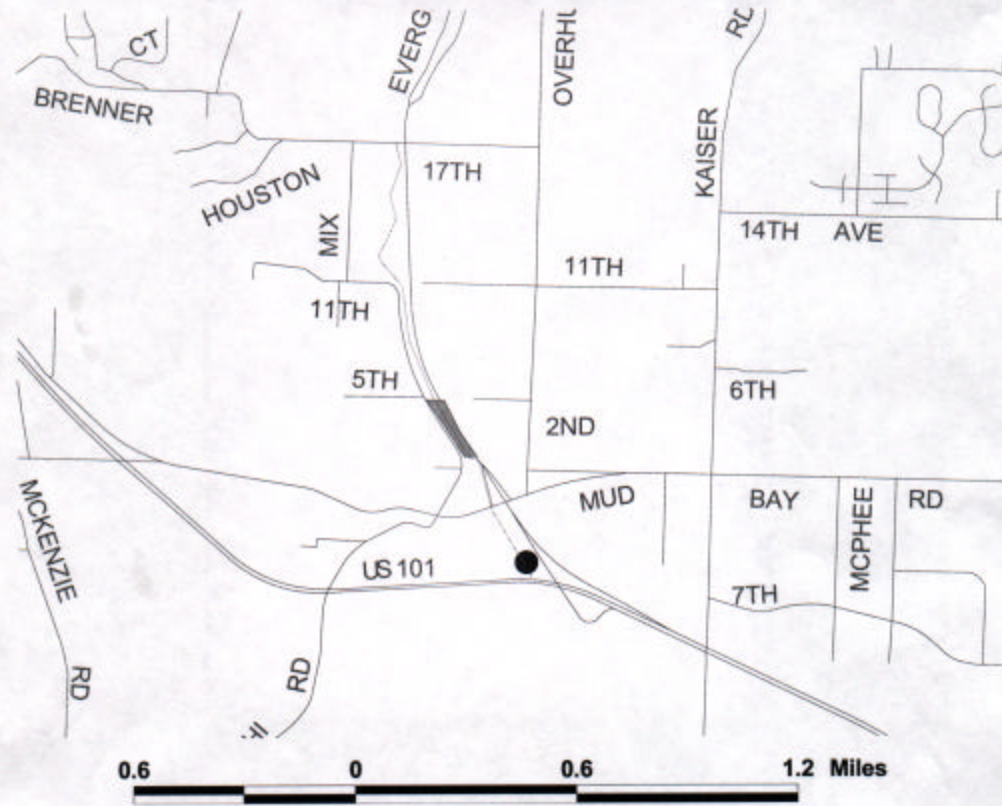 CT
EVERG
OVERHU
RD
BRENNER
KAISER
17TH
HOUSTON
MIX
14TH AVE
11TH
11TH
5TH
6TH
2ND
MUD BAY RD
MCKENZIE RD
MCPHEE
US 101
7TH
RD
0.6 0 0.6 1.2 Miles